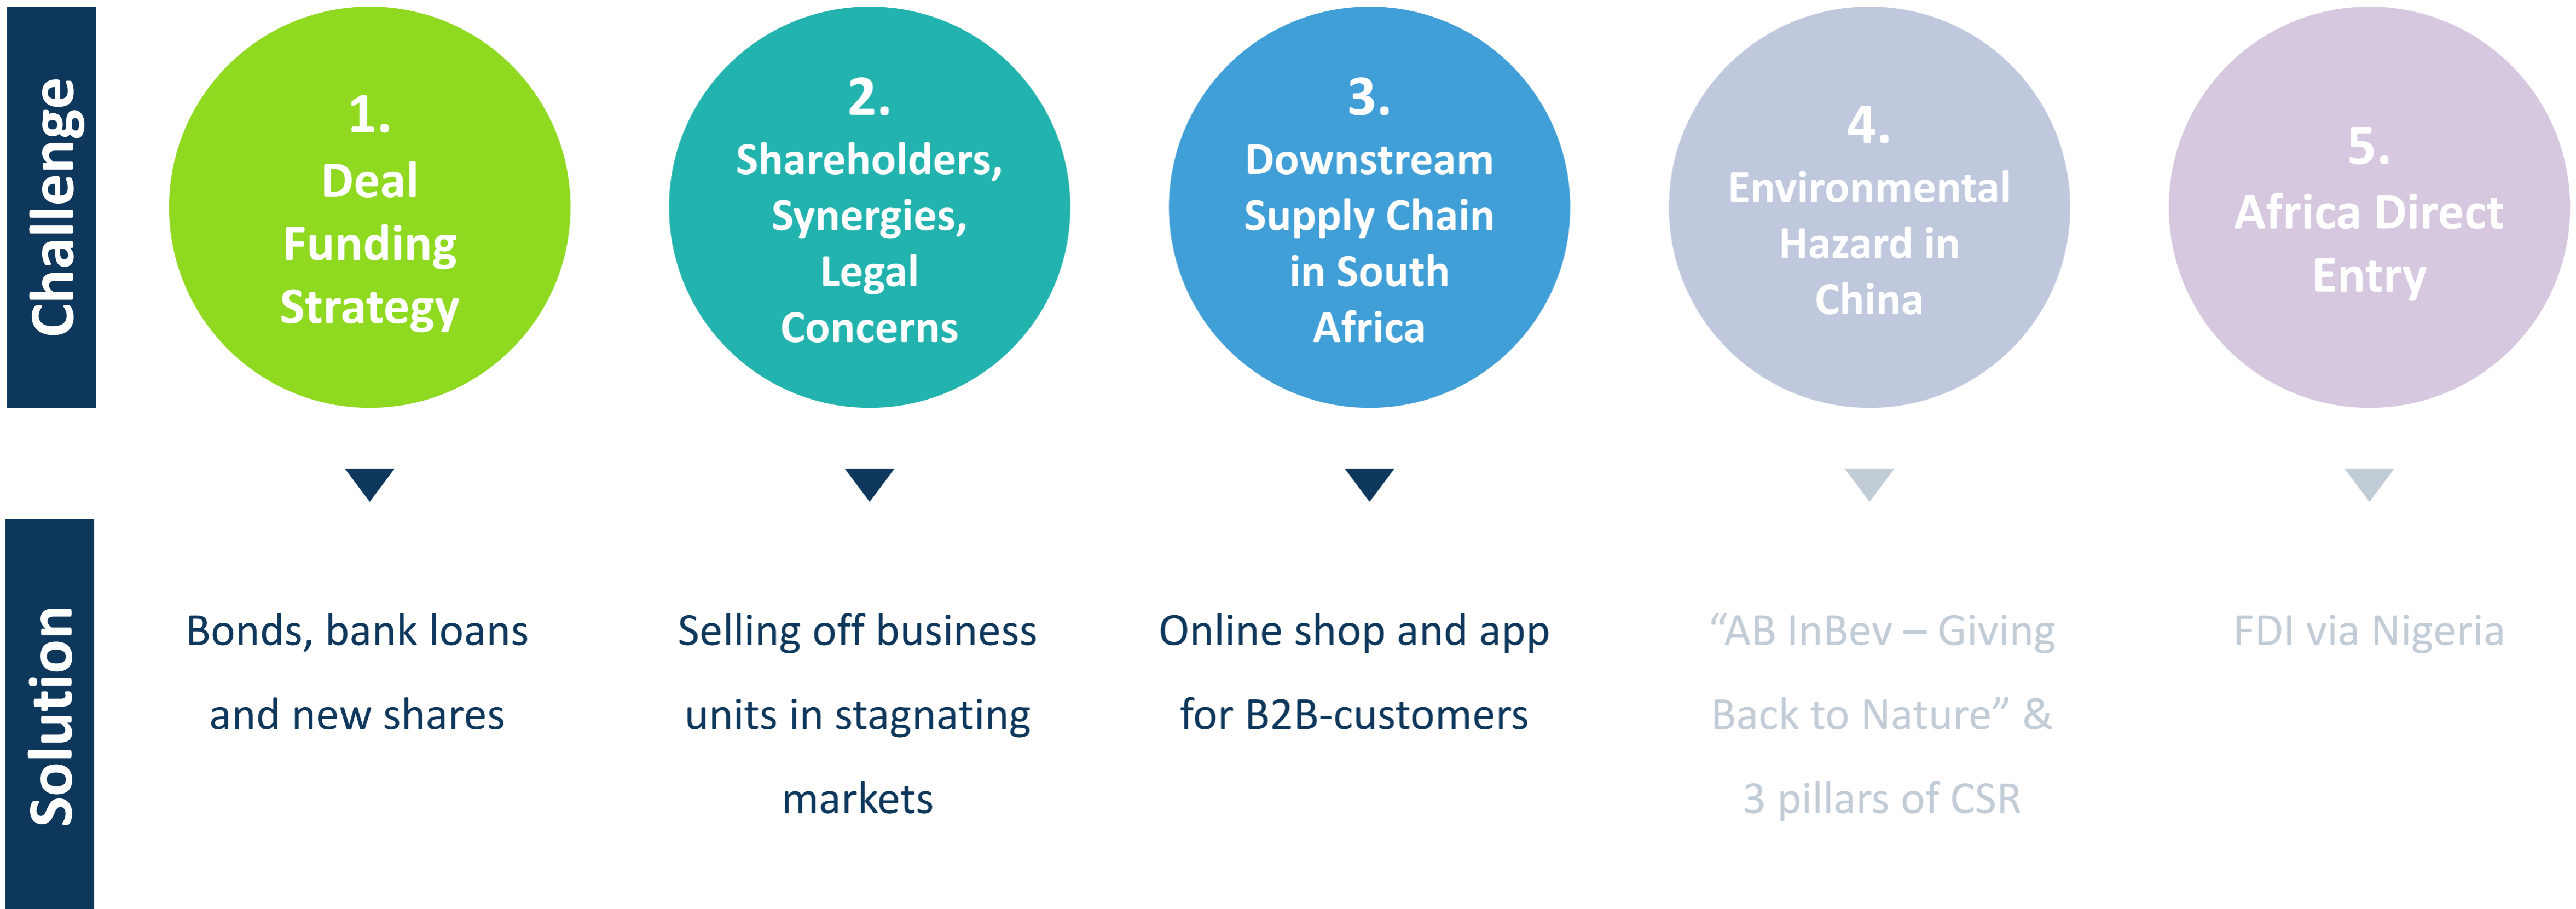 Challenge
1.
Deal
Funding
Strategy
2.
Shareholders,
Synergies,
Legal
Concerns
3.
Downstream
Supply Chain
in South
Africa
4.
Environmental
Hazard in
China
5.
Africa Direct
Entry
Solution
Bonds, bank loans
and new shares
Selling off business
units in stagnating
markets
Online shop and app
for B2B-customers
“AB InBev – Giving
Back to Nature” &
3 pillars of CSR
FDI via Nigeria